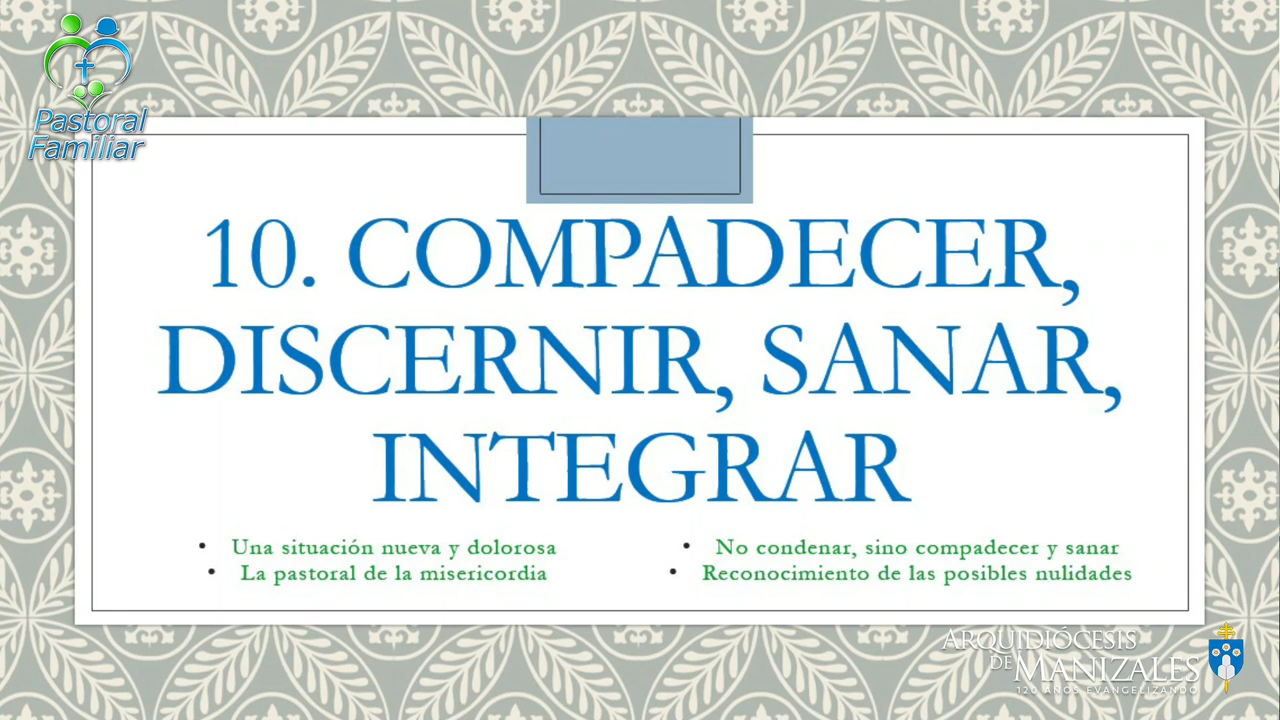 Pastoral
Familiar
10. COMPADECER,
DISCERNIR, SANAR,
INTEGRAR
• Una situación nueva y dolorosa
• La pastoral de la misericordia
• No condenar, sino compadecer y sanar
• Reconocimiento de las posibles nulidades
ARQUIDIÓCESIS
DE MANIZALES
120 AÑOS EVANGELIZANDO